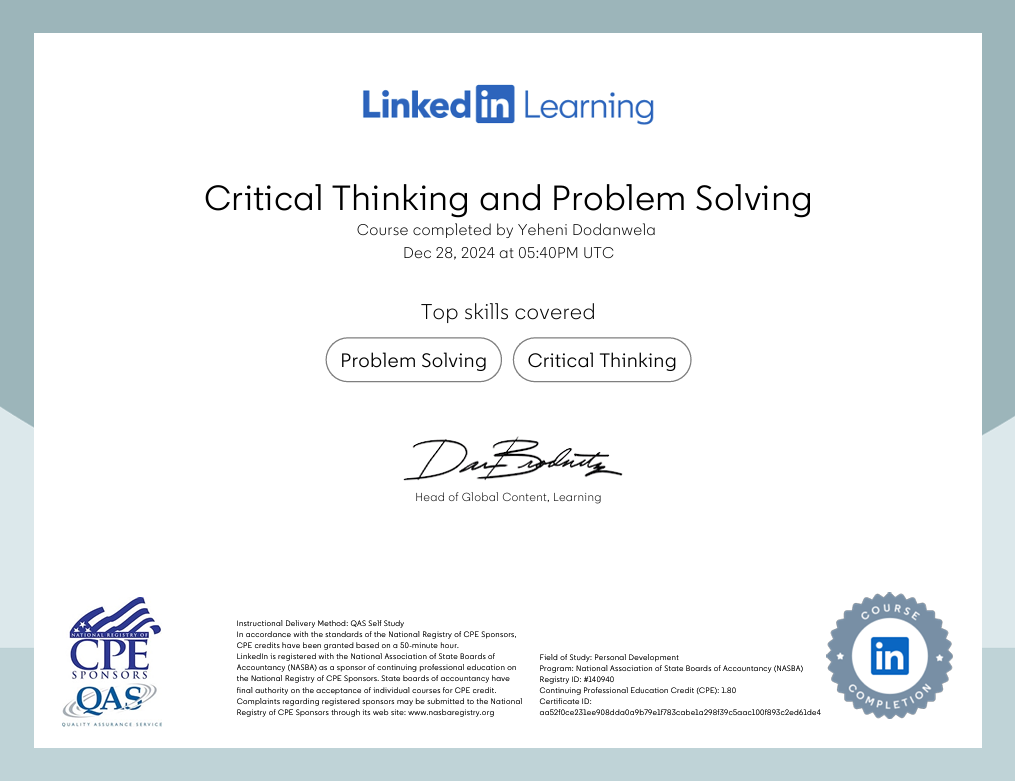 Linked in Learning
Critical Thinking and Problem Solving
Course completed by Yeheni Dodanwela
Dec 28, 2024 at 05:40PM UTC
Top skills covered
Problem Solving
Critical Thinking
Dan Brodnitz
Head of Global Content, Learning
NATIONAL REGISTRY OF
CPE
SPONSORS
QAS
QUALITY ASSURANCE SERVICE
Instructional Delivery Method: QAS Self Study
In accordance with the standards of the National Registry of CPE Sponsors,
CPE credits have been granted based on a 50-minute hour.
LinkedIn is registered with the National Association of State Boards of
Accountancy (NASBA) as a sponsor of continuing professional education on
the National Registry of CPE Sponsors. State boards of accountancy have
final authority on the acceptance of individual courses for CPE credit.
Complaints regarding registered sponsors may be submitted to the National
Registry of CPE Sponsors through its web site: www.nasbaregistry.org
Field of Study: Personal Development
Program: National Association of State Boards of Accountancy (NASBA)
Registry ID: #140940
Continuing Professional Education Credit (CPE): 1.80
Certificate ID:
aa52f0ce231ee908dda0a9b79e1f783cabe1a298f39c5aac100f893c2ed61de4
COURSE
in
COMPLETION